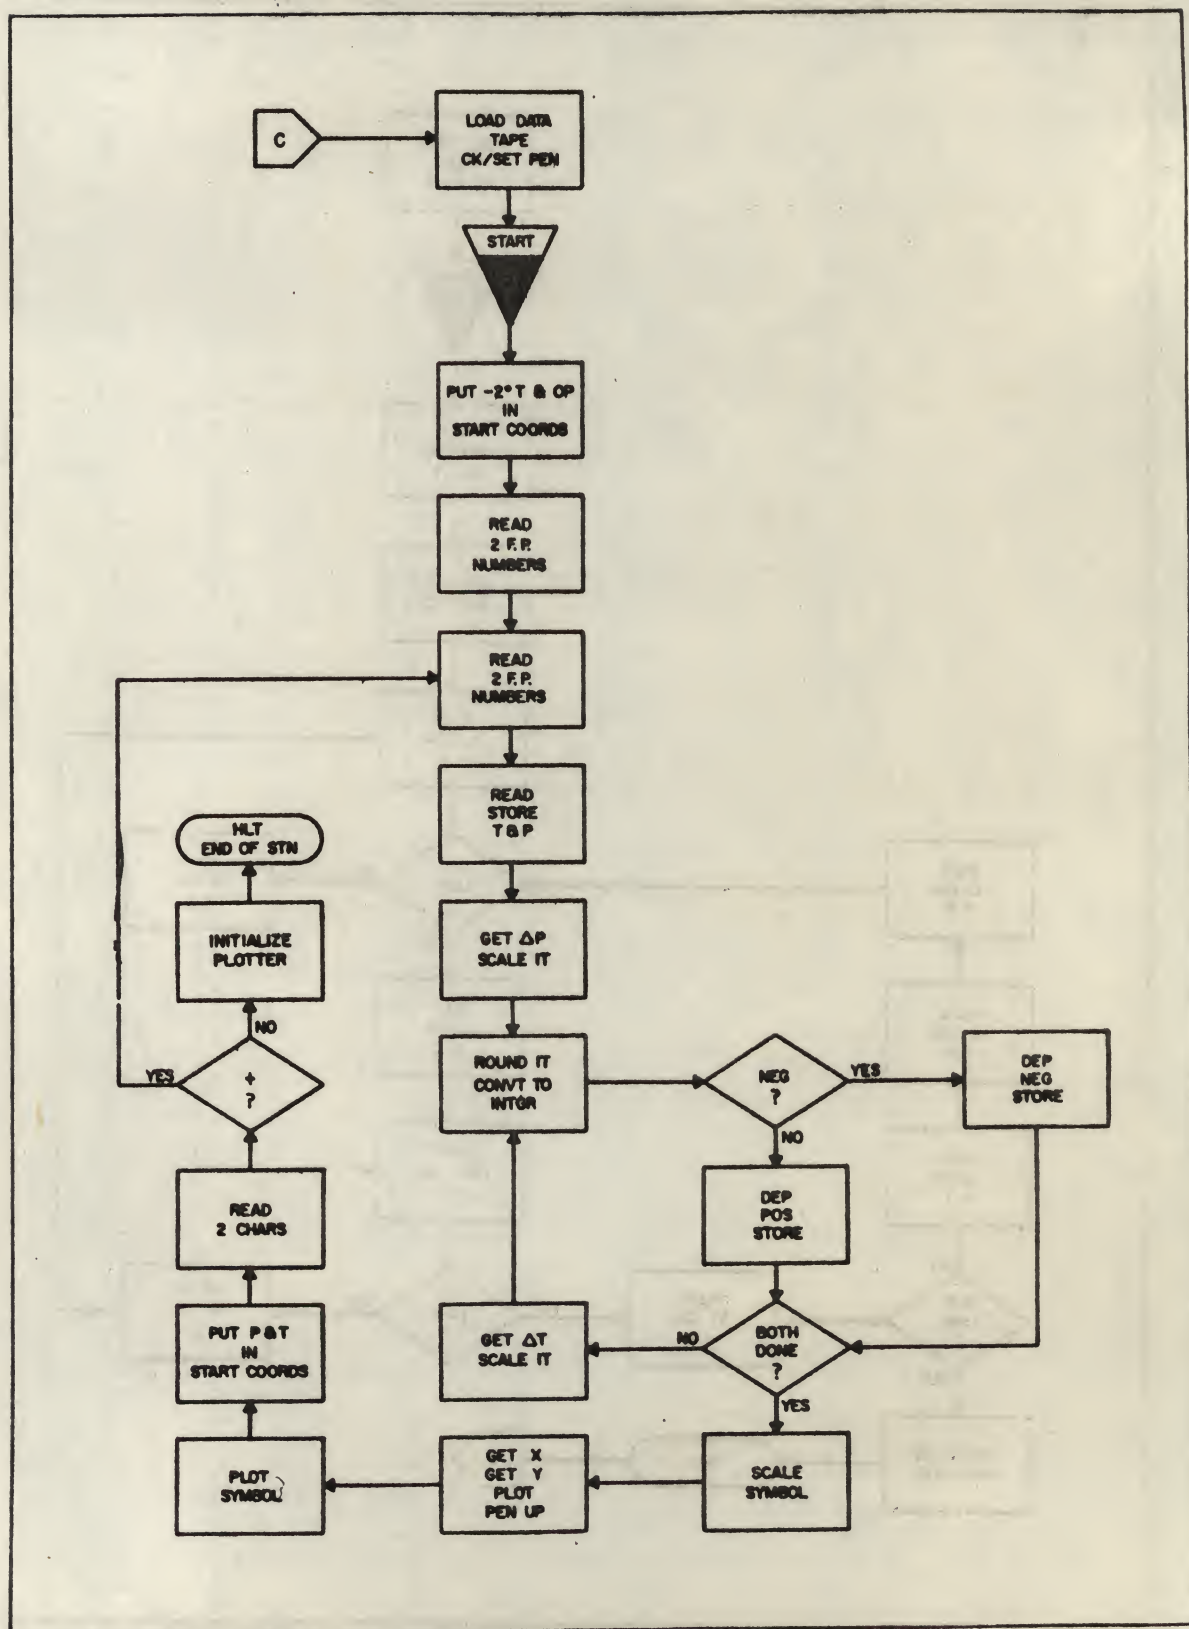 C
LOAD DATA
TAPE
CK/SET PEN
START
PUT -2° T & OP
IN
START COORDS
READ
2 F.P.
NUMBERS
READ
2 F.P.
NUMBERS
READ
STORE
T & P
GET ΔP
SCALE IT
ROUND IT
CONVT TO
INTGR
NEG
?
YES
DEP
NEG
STORE
NO
DEP
POS
STORE
BOTH
DONE
?
NO
GET ΔT
SCALE IT
YES
SCALE
SYMBOL
GET X
GET Y
PLOT
PEN UP
PLOT
SYMBOL
PUT P & T
IN
START COORDS
READ
2 CHARS
+
?
YES
NO
INITIALIZE
PLOTTER
HLT
END OF STN